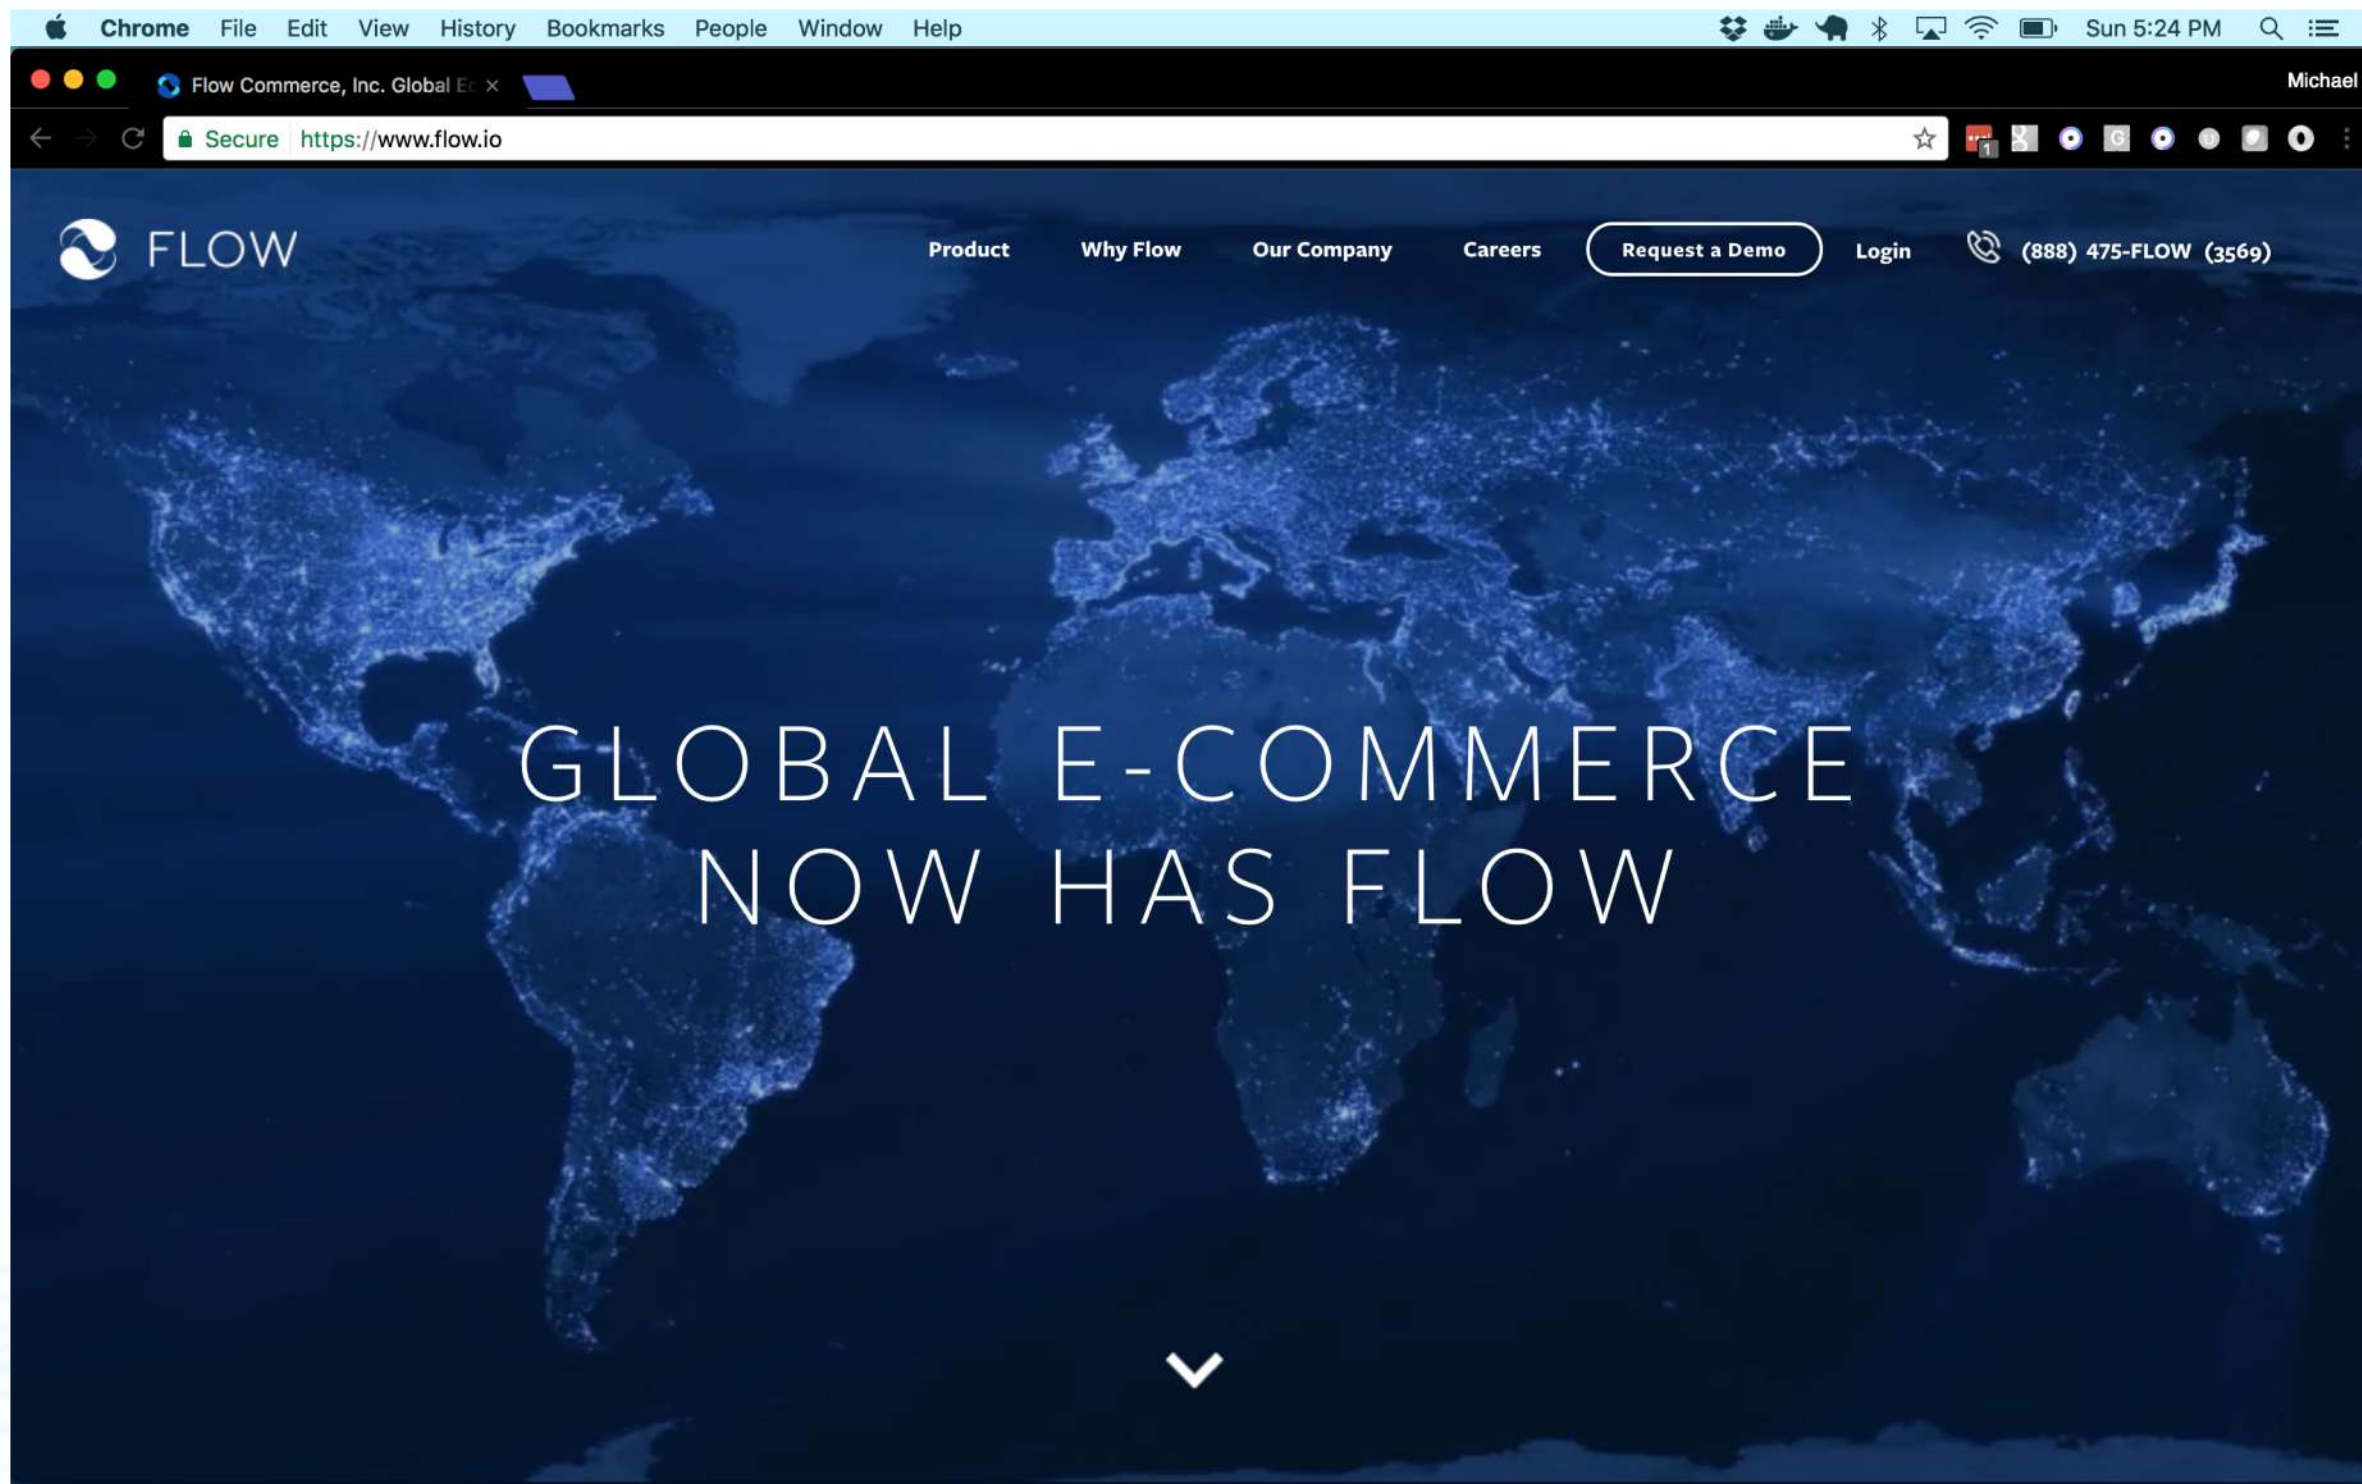 Chrome File Edit View History Bookmarks People Window Help Sun 5:24 PM
Flow Commerce, Inc. Global Ec Michael
Secure https://www.flow.io 1
FLOW Product Why Flow Our Company Careers Request a Demo Login (888) 475-FLOW (3569)
GLOBAL E-COMMERCE
NOW HAS FLOW